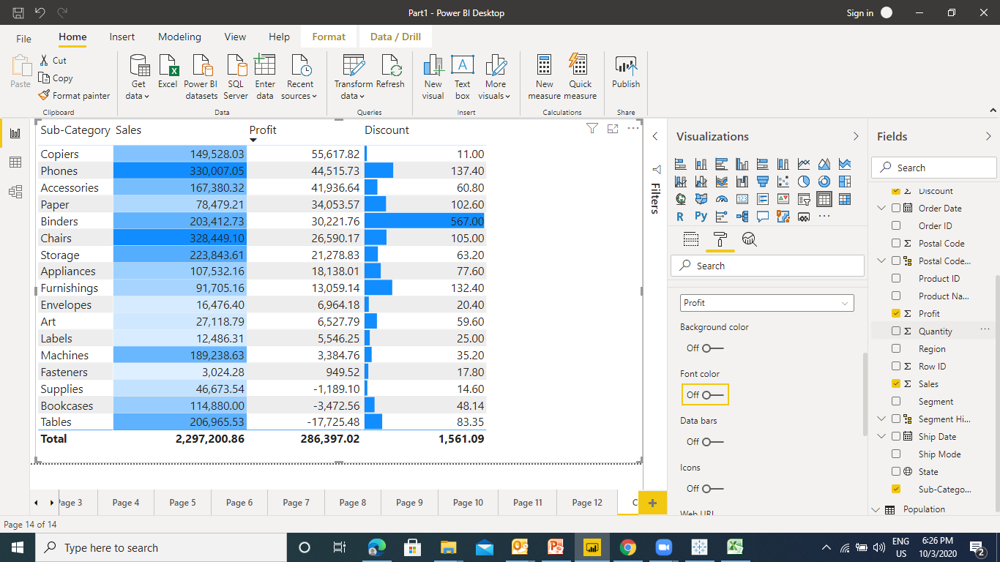 Part1 - Power BI Desktop
Sign in
File Home Insert Modeling View Help Format Data / Drill
Paste
Cut
Copy
Format painter
Clipboard
Get data
Excel
Power BI datasets
SQL Server
Enter data
Recent sources
Data
Transform data
Refresh
Queries
New visual
Text box
More visuals
Insert
New measure
Quick measure
Calculations
Publish
Share
Sub-Category Sales Profit Discount
Copiers 149,528.03 55,617.82 11.00
Phones 330,007.05 44,515.73 137.40
Accessories 167,380.32 41,936.64 60.80
Paper 78,479.21 34,053.57 102.60
Binders 203,412.73 30,221.76 567.00
Chairs 328,449.10 26,590.17 105.00
Storage 223,843.61 21,278.83 63.20
Appliances 107,532.16 18,138.01 77.60
Furnishings 91,705.16 13,059.14 132.40
Envelopes 16,476.40 6,964.18 20.40
Art 27,118.79 6,527.79 59.60
Labels 12,486.31 5,546.25 25.00
Machines 189,238.63 3,384.76 35.20
Fasteners 3,024.28 949.52 17.80
Supplies 46,673.54 -1,189.10 14.60
Bookcases 114,880.00 -3,472.56 48.14
Tables 206,965.53 -17,725.48 83.35
Total 2,297,200.86 286,397.02 1,561.09
Filters
Visualizations
R Py
Search
Profit
Background color
Off
Font color
Off
Data bars
Off
Icons
Off
Web URL
Fields
Search
Discount
Order Date
Order ID
Postal Code
Postal Code...
Product ID
Product Na...
Profit
Quantity
Region
Row ID
Sales
Segment
Segment Hi...
Ship Date
Ship Mode
State
Sub-Catego...
Population
Page 3 Page 4 Page 5 Page 6 Page 7 Page 8 Page 9 Page 10 Page 11 Page 12
Page 14 of 14
Type here to search
ENG
US
6:26 PM
10/3/2020
2